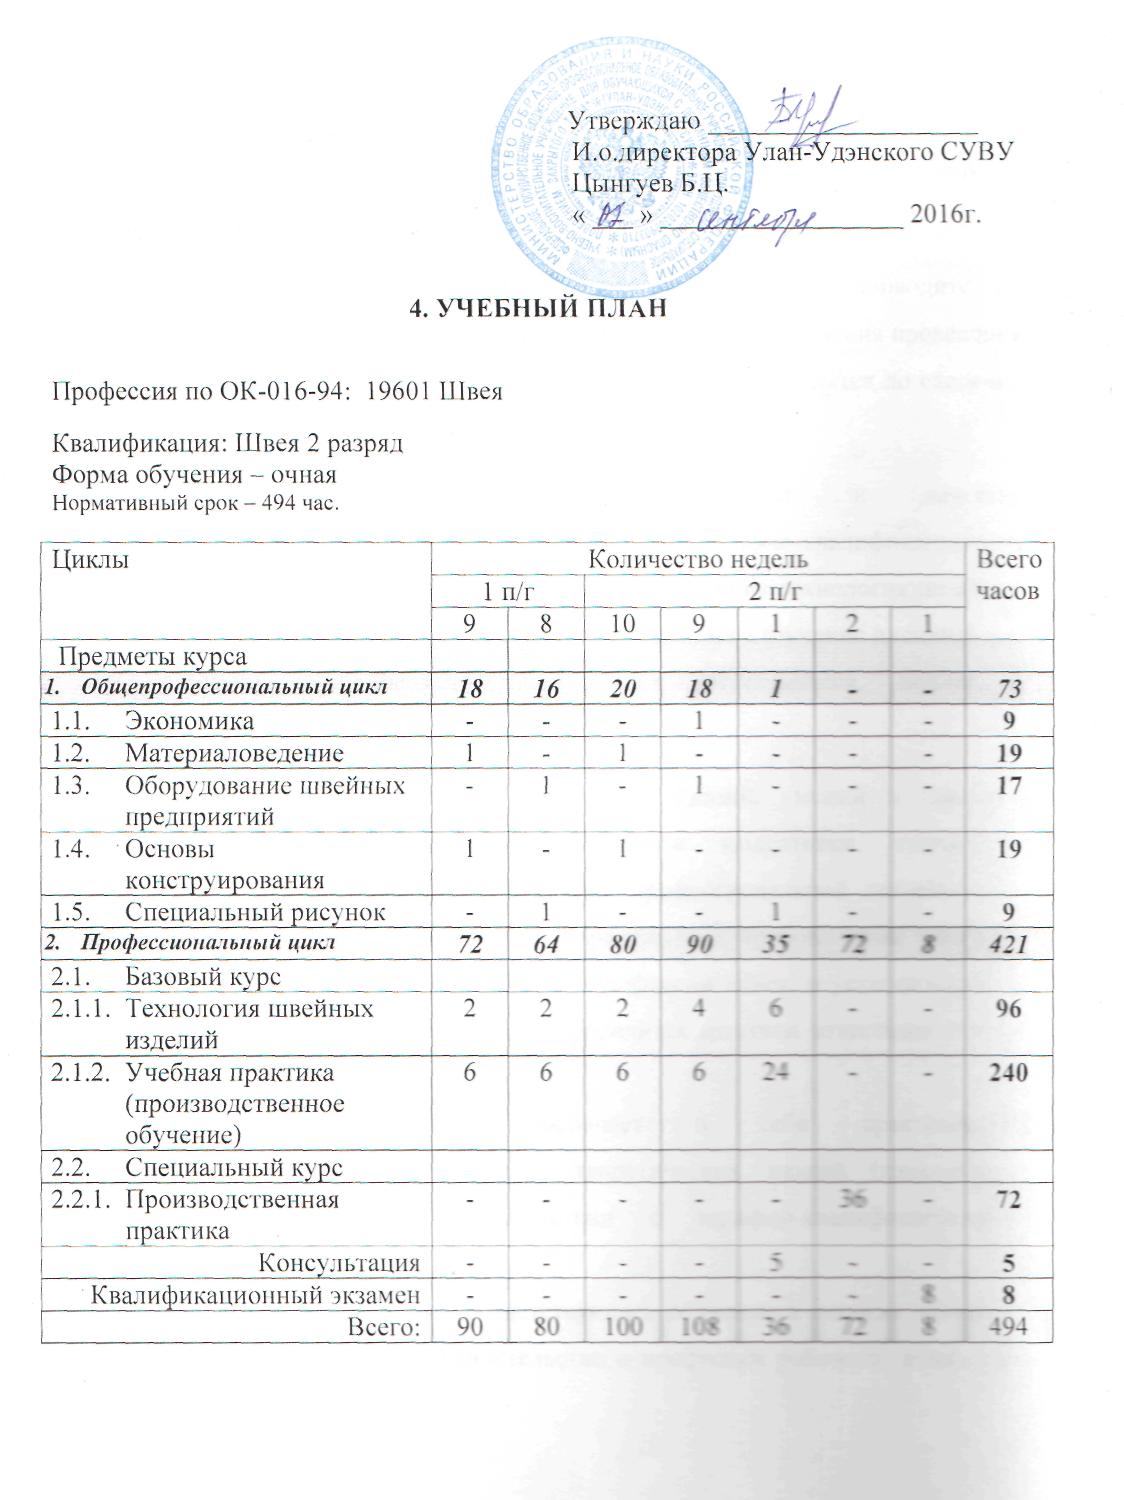 МИНИСТЕРСТВО ОБРАЗОВАНИЯ И НАУКИ РОССИЙСКОЙ ФЕДЕРАЦИИ
Утверждаю
И.о.директора Улан-Удэнского СУВУ
Цынгуев Б.Ц.
« 01 » сентября 2016г.
4. УЧЕБНЫЙ ПЛАН
Профессия по ОК-016-94: 19601 Швея
Квалификация: Швея 2 разряд
Форма обучения – очная
Нормативный срок – 494 час.
Циклы Количество недель Всего
1 п/г 2 п/г часов
9 8 10 9 1 2 1
Предметы курса
1. Общепрофессиональный цикл 18 16 20 18 1 - - 73
1.1. Экономика - - - 1 - - - 9
1.2. Материаловедение 1 - 1 - - - - 19
1.3. Оборудование швейных - 1 - 1 - - - 17
предприятий
1.4. Основы 1 - 1 - - - - 19
конструирования
1.5. Специальный рисунок - 1 - - 1 - - 9
2. Профессиональный цикл 72 64 80 90 35 72 8 421
2.1. Базовый курс
2.1.1. Технология швейных 2 2 2 4 6 - - 96
изделий
2.1.2. Учебная практика 6 6 6 6 24 - - 240
(производственное
обучение)
2.2. Специальный курс
2.2.1. Производственная - - - - - 36 - 72
практика
Консультация - - - - 5 - - 5
Квалификационный экзамен - - - - - - 8 8
Всего: 90 80 100 108 36 72 8 494